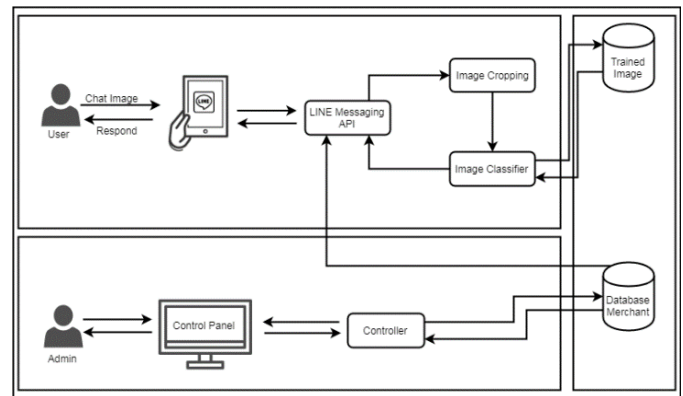 Chat Image
Respond
User
LINE
LINE Messaging
API
Image Cropping
Image Classifier
Trained
Image
Admin
Control Panel
Controller
Database
Merchant